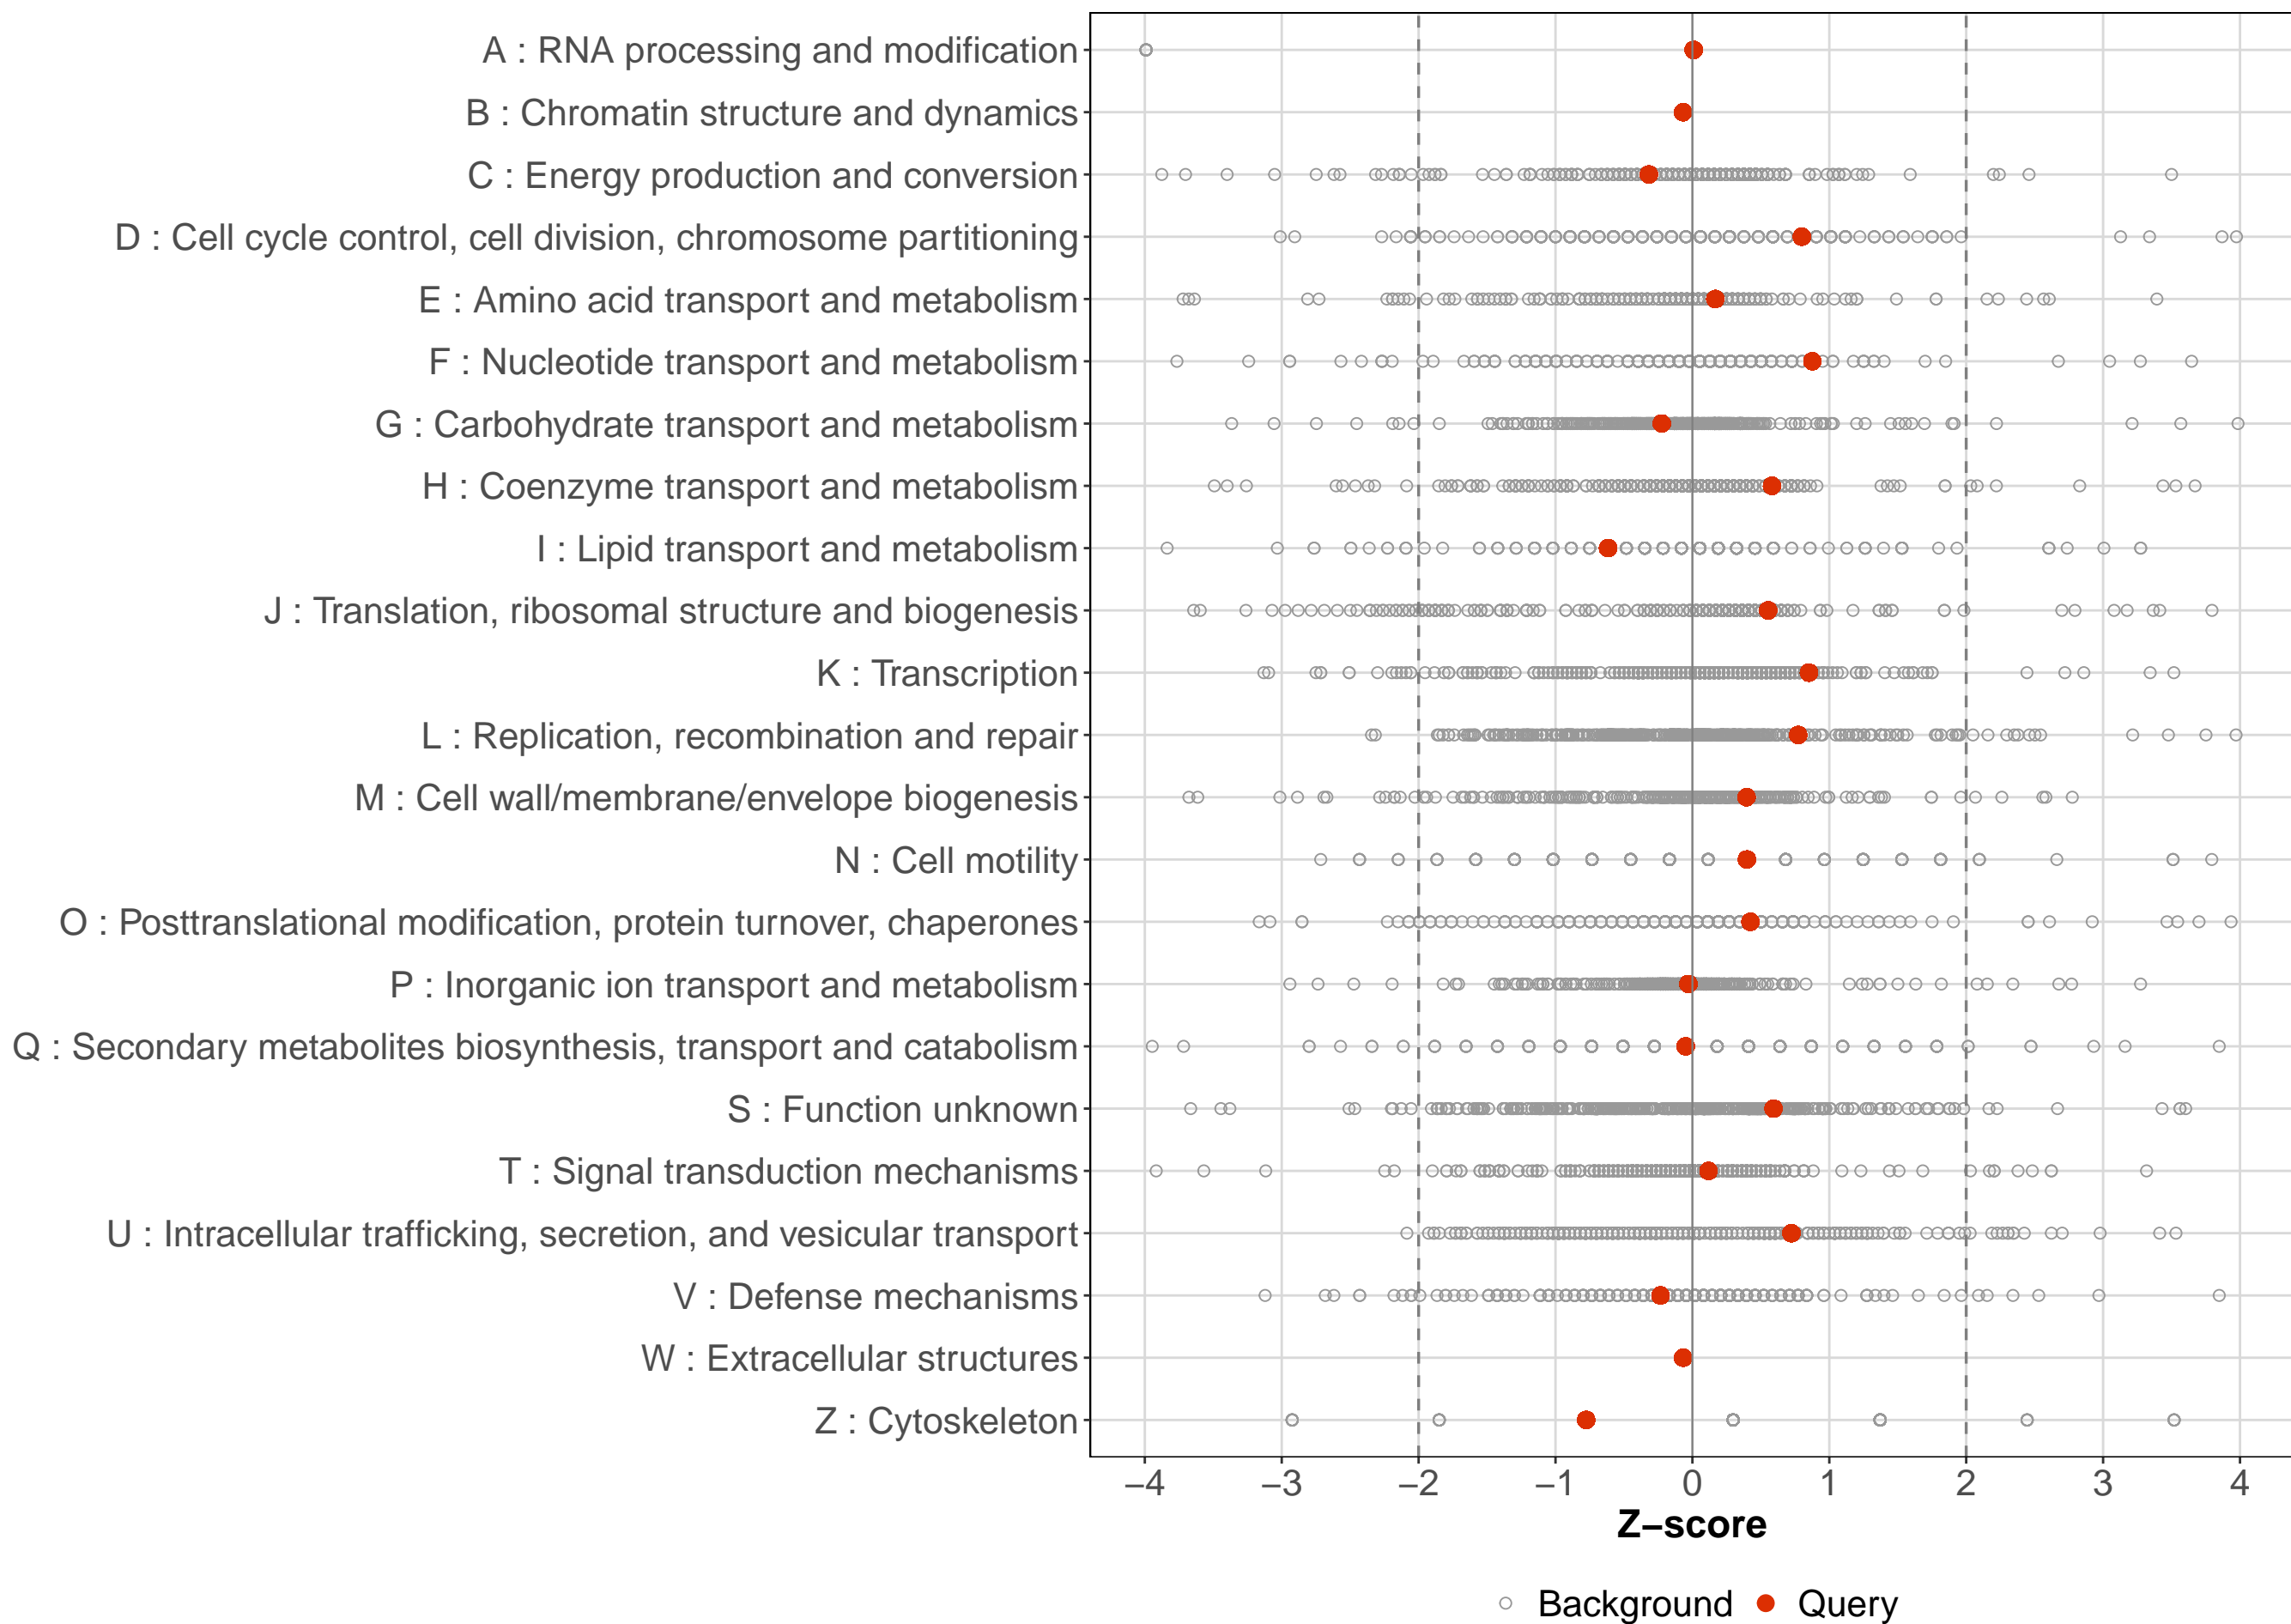 A : RNA processing and modification
B : Chromatin structure and dynamics
C : Energy production and conversion
D : Cell cycle control, cell division, chromosome partitioning
E : Amino acid transport and metabolism
F : Nucleotide transport and metabolism
G : Carbohydrate transport and metabolism
H : Coenzyme transport and metabolism
I : Lipid transport and metabolism
J : Translation, ribosomal structure and biogenesis
K : Transcription
L : Replication, recombination and repair
M : Cell wall/membrane/envelope biogenesis
N : Cell motility
O : Posttranslational modification, protein turnover, chaperones
P : Inorganic ion transport and metabolism
Q : Secondary metabolites biosynthesis, transport and catabolism
S : Function unknown
T : Signal transduction mechanisms
U : Intracellular trafficking, secretion, and vesicular transport
V : Defense mechanisms
W : Extracellular structures
Z : Cytoskeleton
−4 −3 −2 −1 0 1 2 3 4
Z−score
Background Query